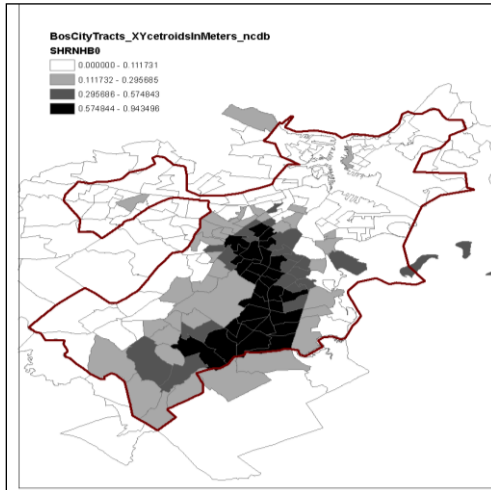 BosCityTracts_XYcetroidsInMeters_ncdb
SHRNHB0
0.000000 - 0.111731
0.111732 - 0.295685
0.295686 - 0.574843
0.574844 - 0.943496